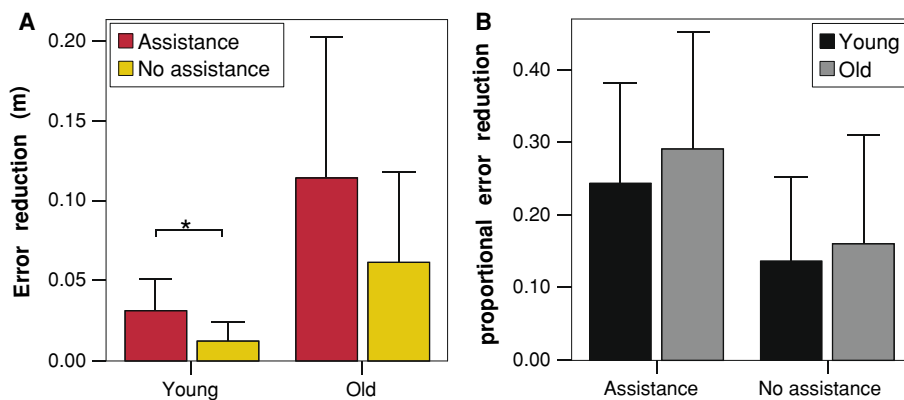 A
Error reduction (m)
0.20
0.15
0.10
0.05
0.00
Assistance
No assistance
*
Young
Old
B
proportional error reduction
0.40
0.30
0.20
0.10
0.00
Young
Old
Assistance
No assistance